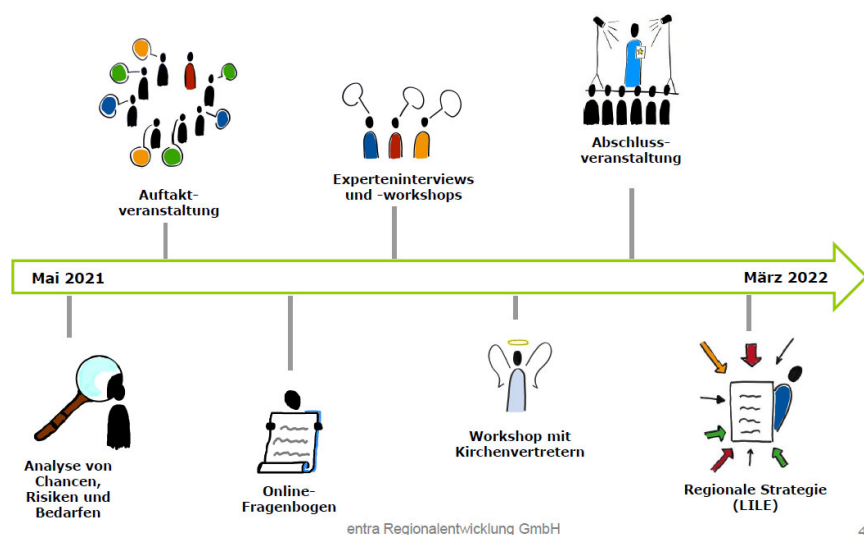 Auftakt-
veranstaltung
Experteninterviews
und -workshops
Abschluss-
veranstaltung
Mai 2021
März 2022
Analyse von
Chancen,
Risiken und
Bedarfen
Online-
Fragenbogen
Workshop mit
Kirchenvertretern
Regionale Strategie
(LILE)
entra Regionalentwicklung GmbH
4